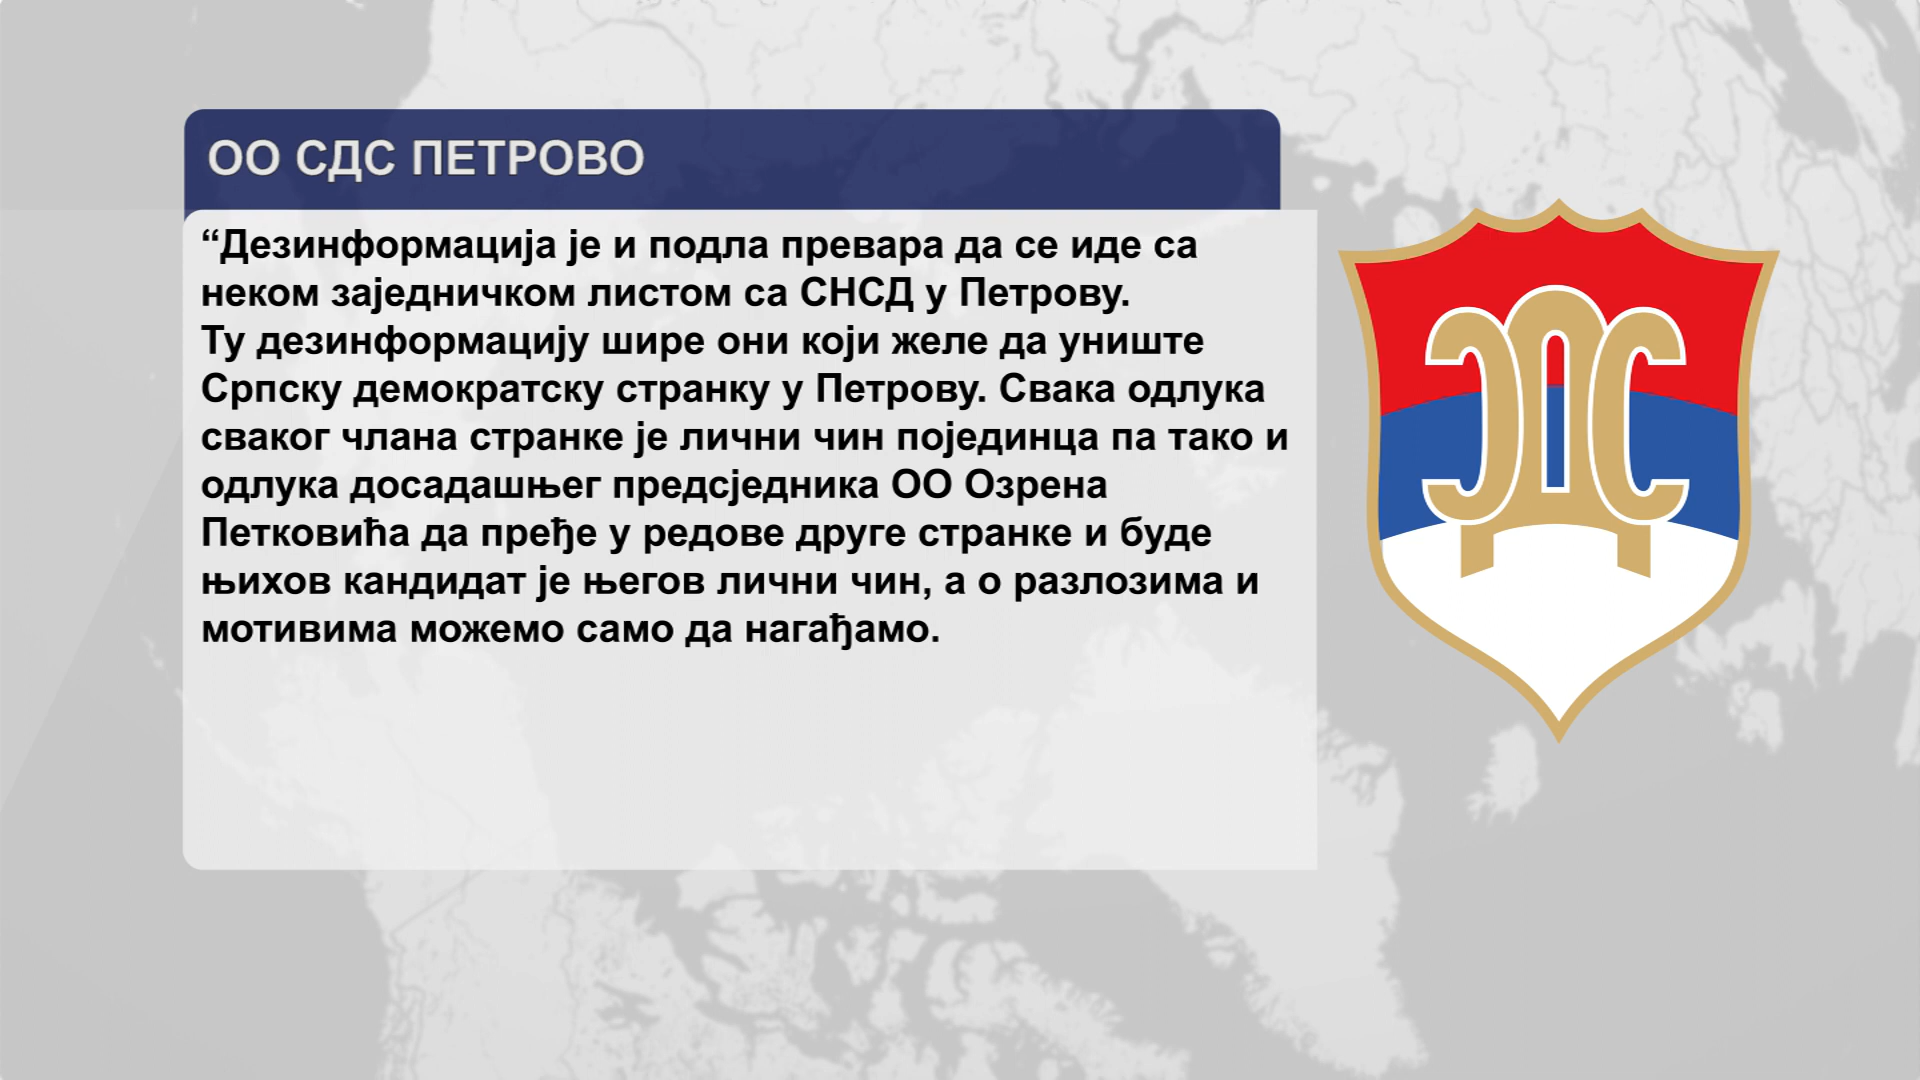 ОО СДС ПЕТРОВО
“Дезинформација је и подла превара да се иде са
неком заједничком листом са СНСД у Петрову.
Ту дезинформацију шире они који желе да униште
Српску демократску странку у Петрову. Свака одлука
сваког члана странке је лични чин појединца па тако и
одлука досадашњег предсједника ОО Озрена
Петковића да пређе у редове друге странке и буде
њихов кандидат је његов лични чин, а о разлозима и
мотивима можемо само да нагађамо.
СДС